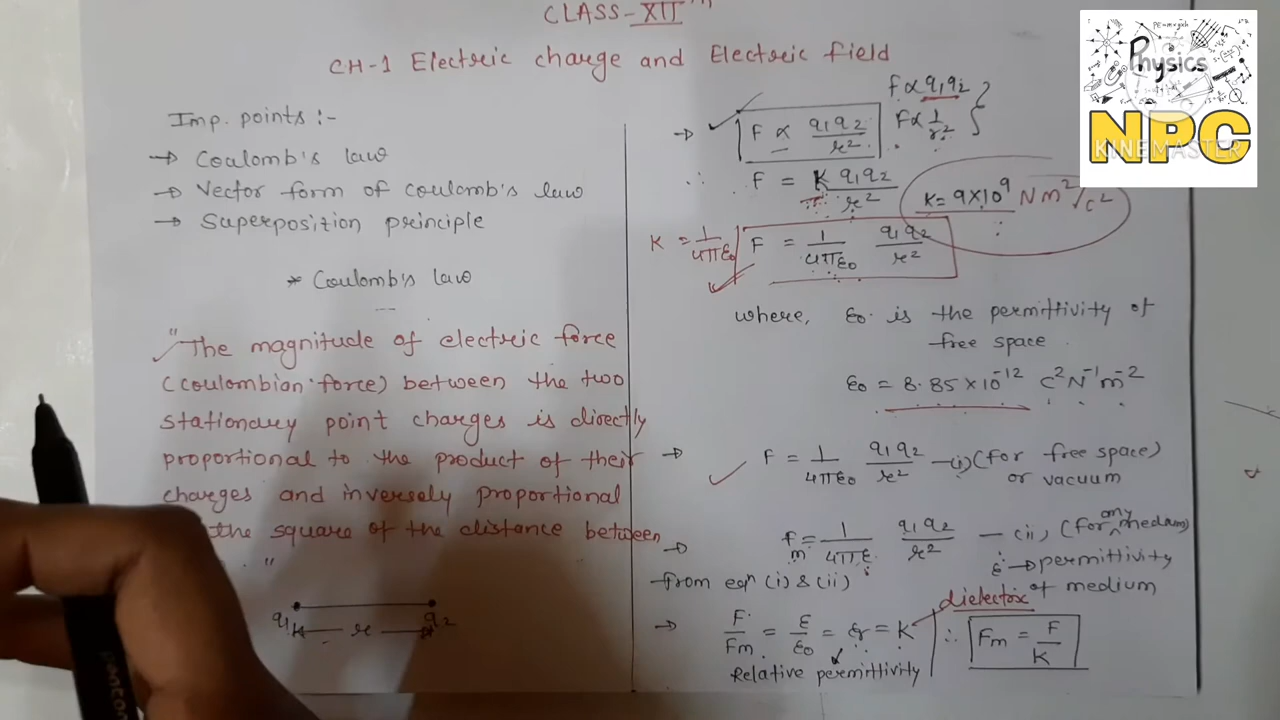 CLASS-XII
CH-1 Electric charge and Electric field
Imp. points :-
→ Coulomb's law
→ Vector form of coulomb's law
→ Superposition principle
* Coulomb's law
"The magnitude of electric force
(coulombian force) between the two
stationary point charges is directly
proportional to the product of their
charges and inversely proportional
the square of the distance between
"
q1 q2
r
F ∝ q1q2
→ F ∝ q1q2/r² F ∝ 1/r²
∴ F = K q1q2/r² K = 9×10⁹ Nm²/c²
K = 1/4πε0 F = 1/4πε0 q1q2/r²
where, ε0 is the permittivity of
free space
ε0 = 8.85×10⁻¹² C²N⁻¹m⁻²
→ F = 1/4πε0 q1q2/r² —(i) (for free space)
or vacuum
→ Fm = 1/4πε q1q2/r² —(ii) (for any medum)
ε → permittivity
of medium
from eqn (i) & (ii)
dielectric
→ F/Fm = ε/ε0 = εr = K ∴ Fm = F/K
Relative permittivity
Physics
NPC
KINEMASTER